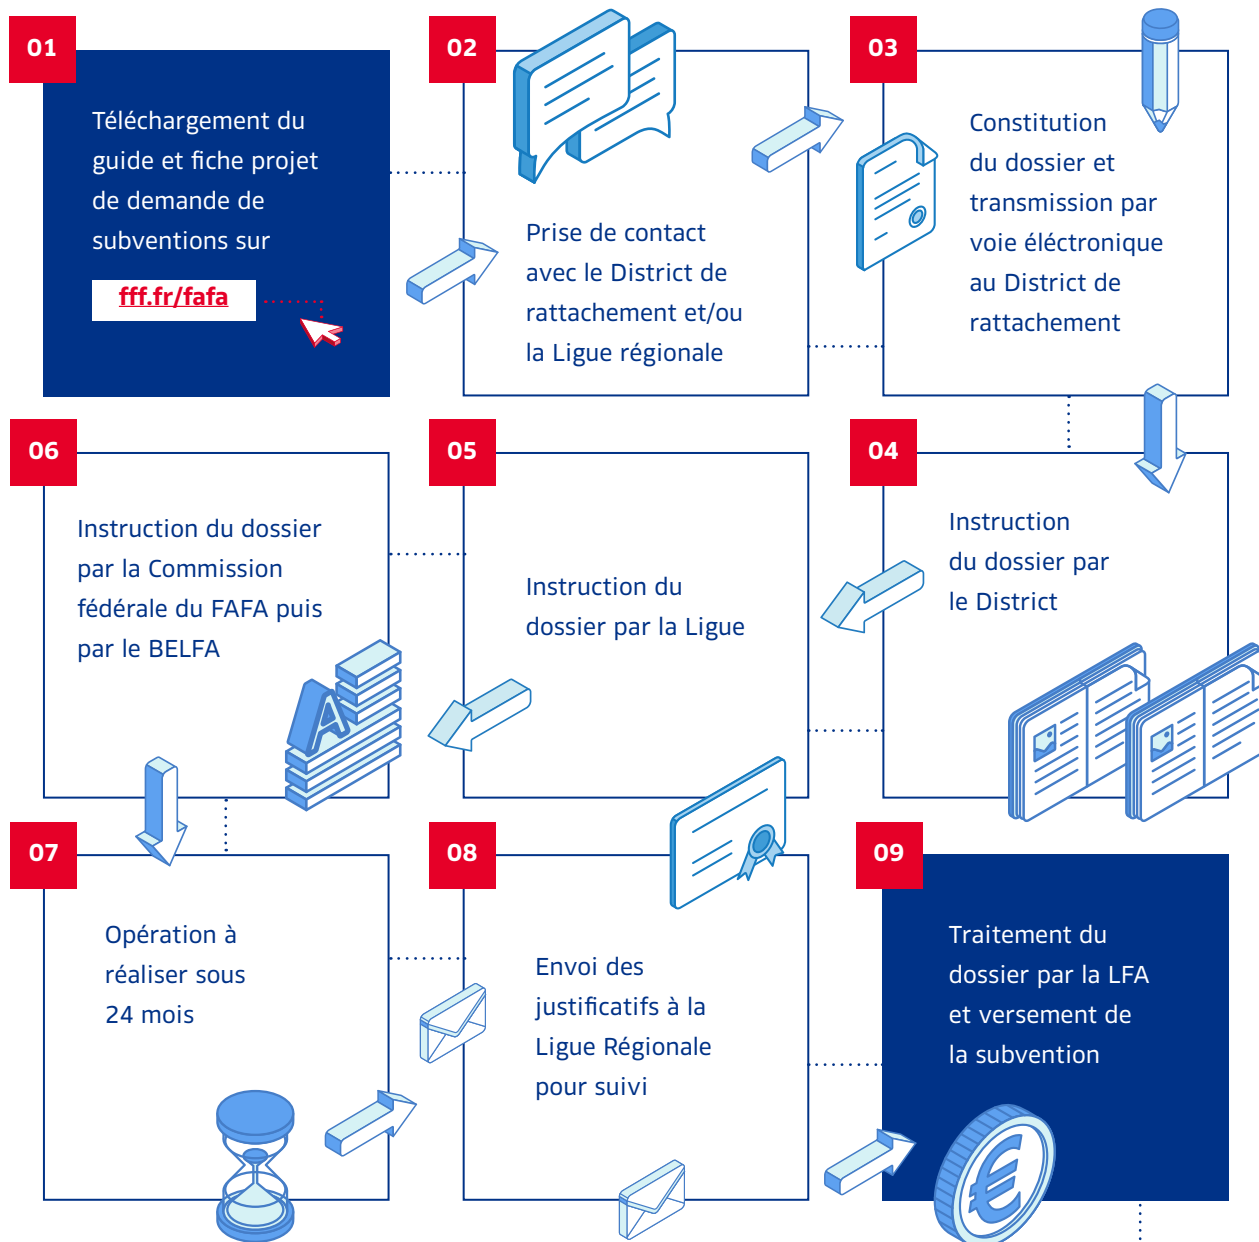 01
Téléchargement du
guide et fiche projet
de demande de
subventions sur
fff.fr/fafa
02
Prise de contact
avec le District de
rattachement et/ou
la Ligue régionale
03
Constitution
du dossier et
transmission par
voie éléctronique
au District de
rattachement
04
Instruction
du dossier par
le District
05
Instruction du
dossier par la Ligue
06
Instruction du dossier
par la Commission
fédérale du FAFA puis
par le BELFA
A
07
Opération à
réaliser sous
24 mois
08
Envoi des
justificatifs à la
Ligue Régionale
pour suivi
09
Traitement du
dossier par la LFA
et versement de
la subvention
€